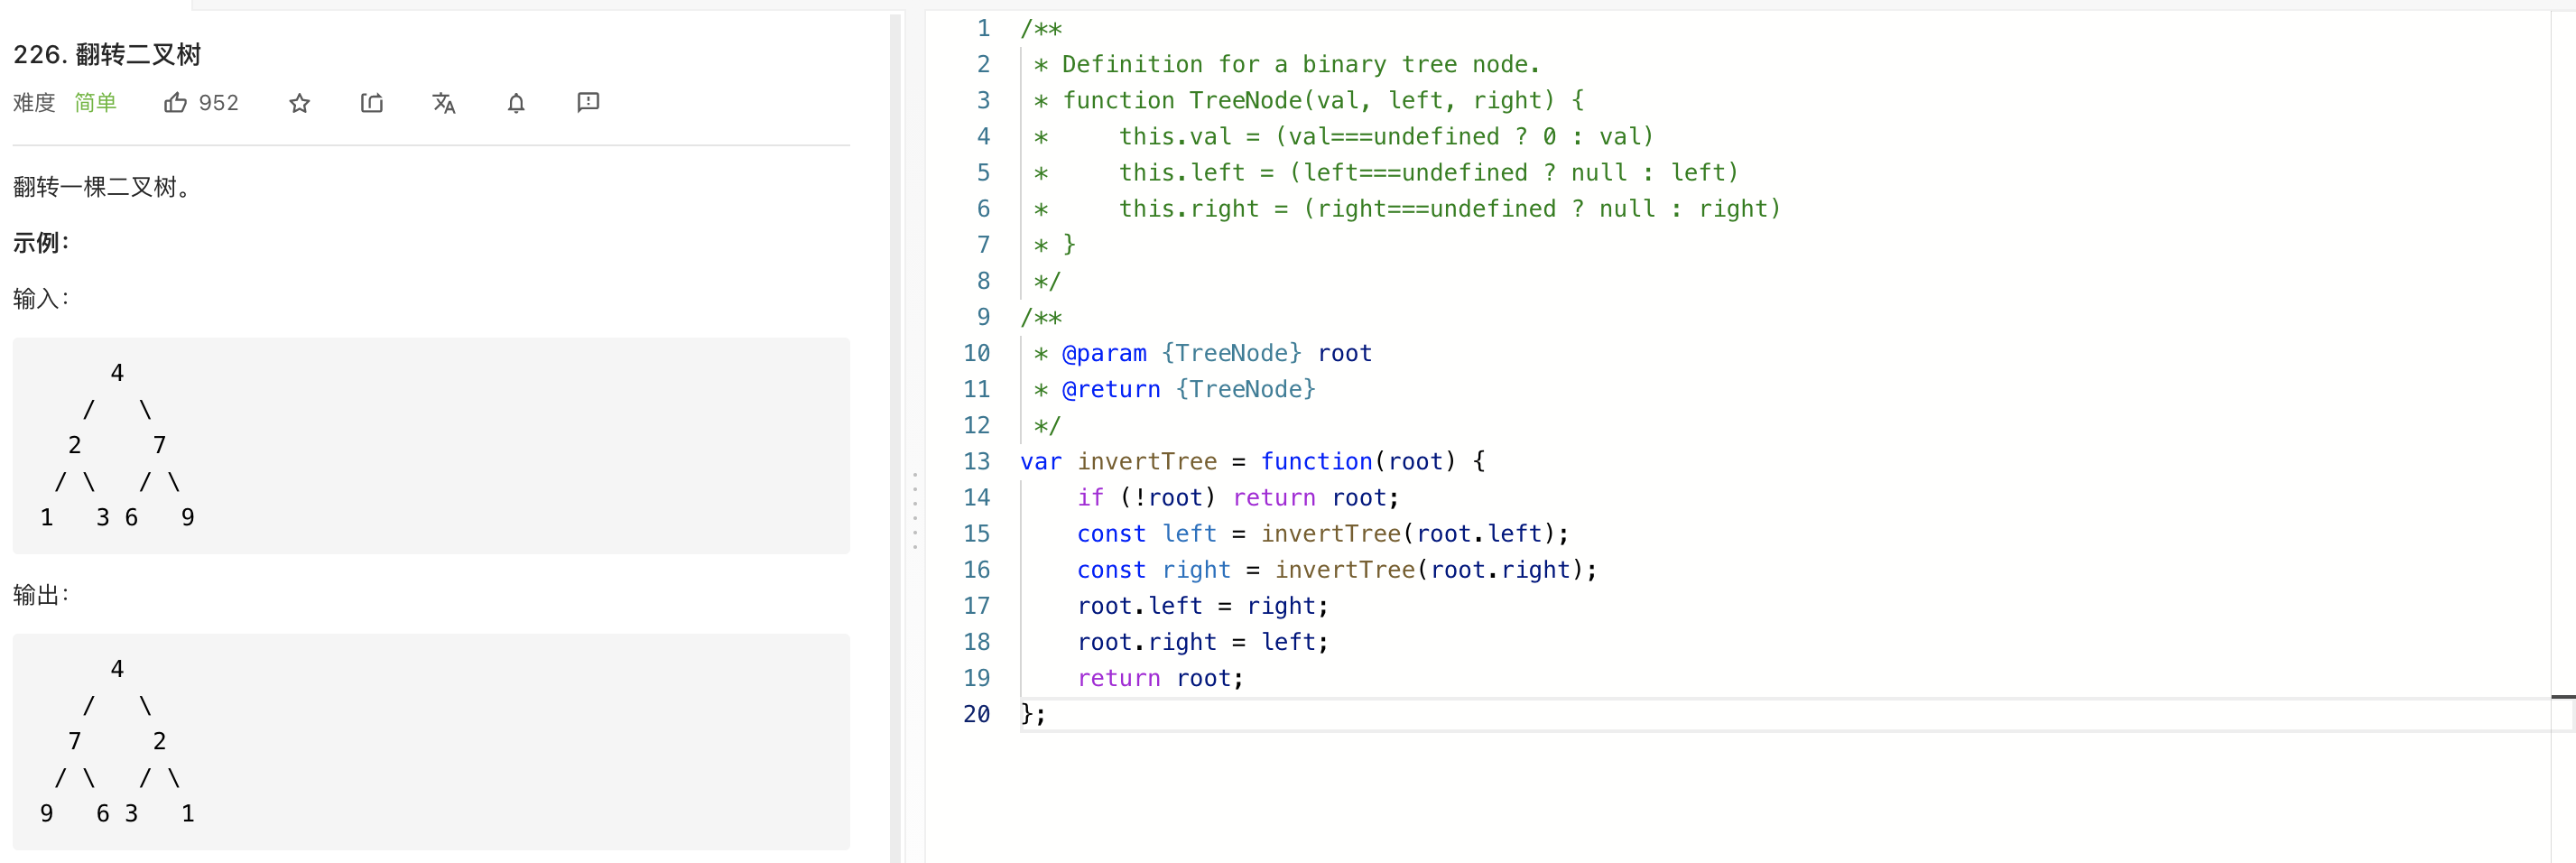 226. 翻转二叉树
难度 简单 952
翻转一棵二叉树。
示例：
输入：
      4
    /   \
   2     7
  / \   / \
 1   3 6   9
输出：
      4
    /   \
   7     2
  / \   / \
 9   6 3   1
1 /**
2  * Definition for a binary tree node.
3  * function TreeNode(val, left, right) {
4  *     this.val = (val===undefined ? 0 : val)
5  *     this.left = (left===undefined ? null : left)
6  *     this.right = (right===undefined ? null : right)
7  * }
8  */
9 /**
10  * @param {TreeNode} root
11  * @return {TreeNode}
12  */
13 var invertTree = function(root) {
14     if (!root) return root;
15     const left = invertTree(root.left);
16     const right = invertTree(root.right);
17     root.left = right;
18     root.right = left;
19     return root;
20 };